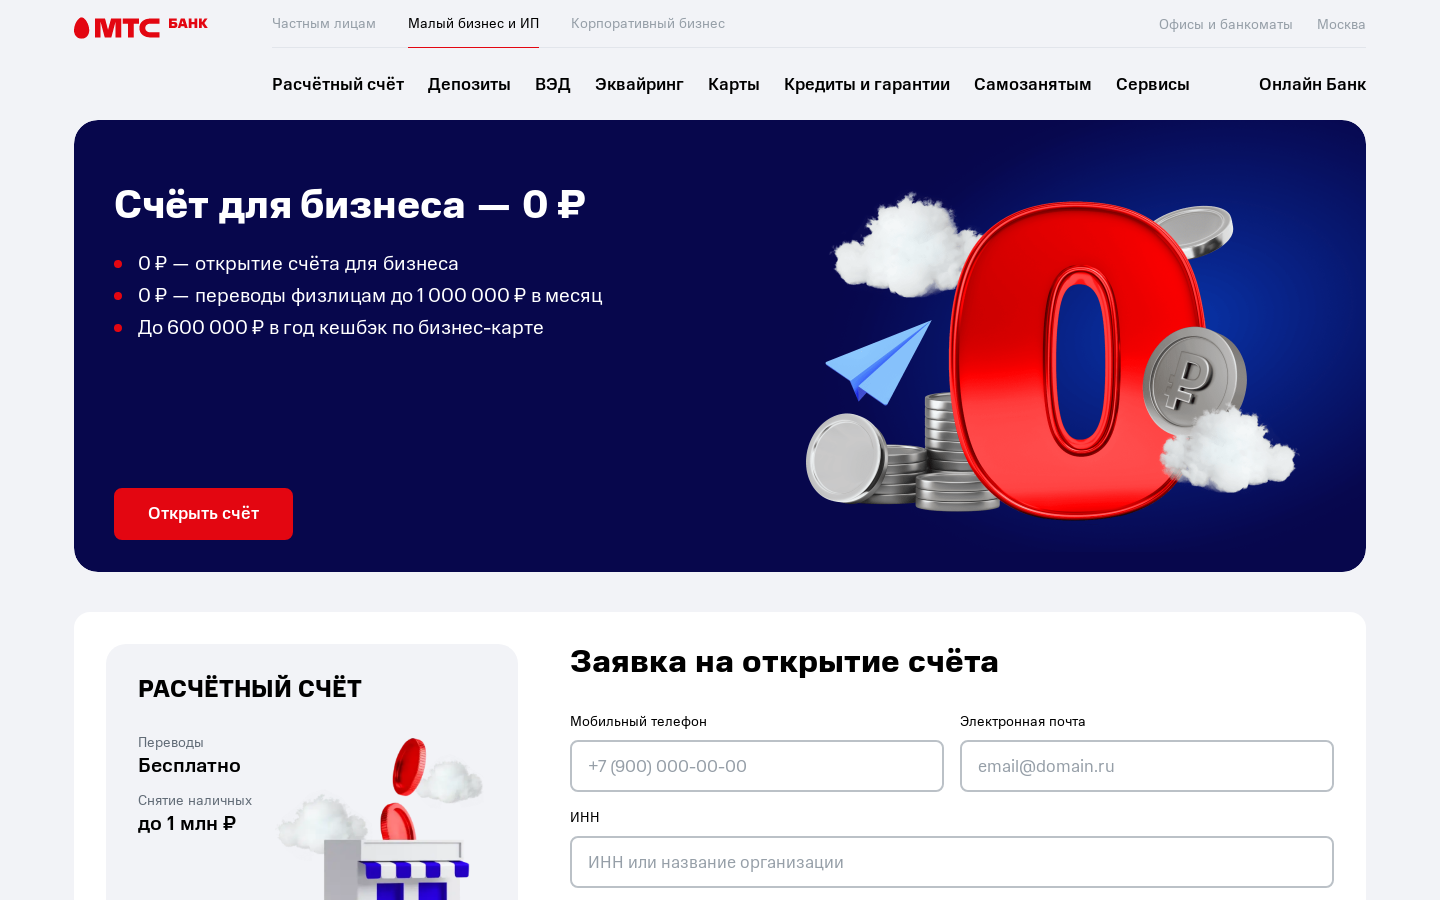 МТС БАНК
Частным лицам
Малый бизнес и ИП
Корпоративный бизнес
Офисы и банкоматы
Москва
Расчётный счёт
Депозиты
ВЭД
Эквайринг
Карты
Кредиты и гарантии
Самозанятым
Сервисы
Онлайн Банк
Счёт для бизнеса — 0 ₽
0 ₽ — открытие счёта для бизнеса
0 ₽ — переводы физлицам до 1 000 000 ₽ в месяц
До 600 000 ₽ в год кешбэк по бизнес-карте
0
₽
Открыть счёт
РАСЧЁТНЫЙ СЧЁТ
Переводы
Бесплатно
Снятие наличных
до 1 млн ₽
Заявка на открытие счёта
Мобильный телефон
Электронная почта
+7 (900) 000-00-00
email@domain.ru
ИНН
ИНН или название организации